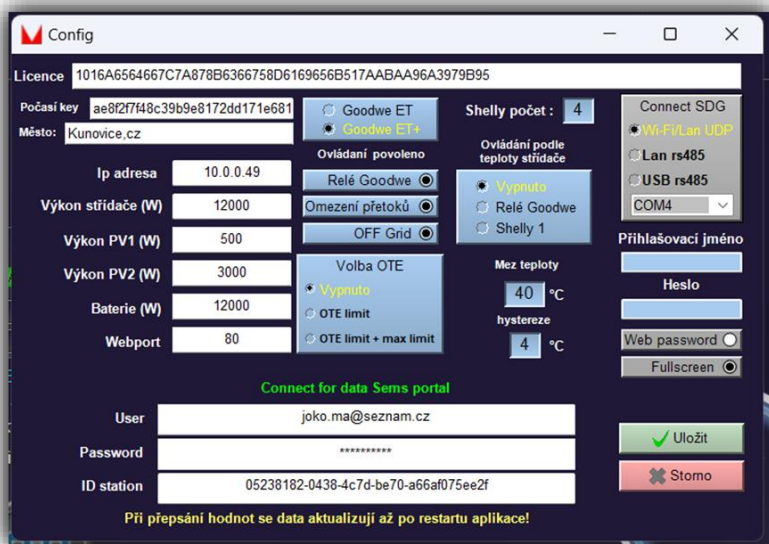 Config
Licence 1016A6564667C7A878B6366758D6169656B517AABAA96A3979B95
Počasí key ae8f2f7f48c39b9e8172dd171e681
Město: Kunovice,cz
Goodwe ET
Goodwe ET+
Shelly počet : 4
Connect SDG
Wi-Fi/Lan UDP
Lan rs485
USB rs485
COM4
Ip adresa 10.0.0.49
Výkon střídače (W) 12000
Výkon PV1 (W) 500
Výkon PV2 (W) 3000
Baterie (W) 12000
Webport 80
Ovládaní povoleno
Relé Goodwe
Omezení přetoků
OFF Grid
Volba OTE
Vypnuto
OTE limit
OTE limit + max limit
Ovládání podle
teploty střídače
Vypnuto
Relé Goodwe
Shelly 1
Mez teploty
40 °C
hystereze
4 °C
Přihlašovací jméno
Heslo
Web password
Fullscreen
Connect for data Sems portal
User joko.ma@seznam.cz
Password **********
ID station 05238182-0438-4c7d-be70-a66af075ee2f
Uložit
Storno
Při přepsání hodnot se data aktualizují až po restartu aplikace!